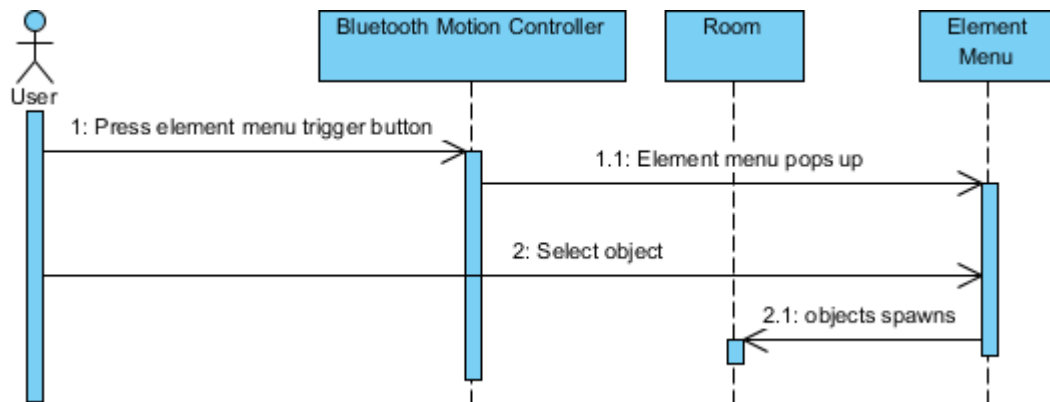 Bluetooth Motion Controller
Room
Element
Menu
User
1: Press element menu trigger button
1.1: Element menu pops up
2: Select object
2.1: objects spawns